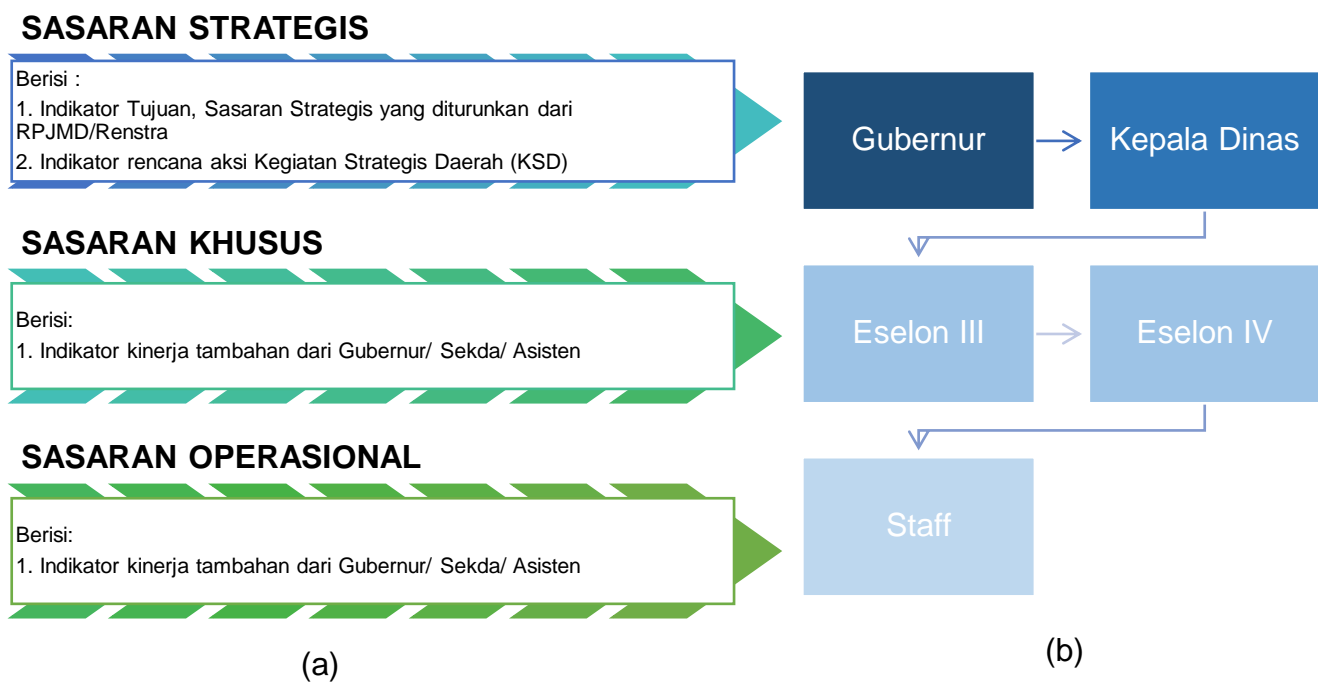 SASARAN STRATEGIS
Berisi :
1. Indikator Tujuan, Sasaran Strategis yang diturunkan dari
RPJMD/Renstra
2. Indikator rencana aksi Kegiatan Strategis Daerah (KSD)
SASARAN KHUSUS
Berisi:
1. Indikator kinerja tambahan dari Gubernur/ Sekda/ Asisten
SASARAN OPERASIONAL
Berisi:
1. Indikator kinerja tambahan dari Gubernur/ Sekda/ Asisten
(a)
Gubernur
Kepala Dinas
Eselon III
Eselon IV
Staff
(b)